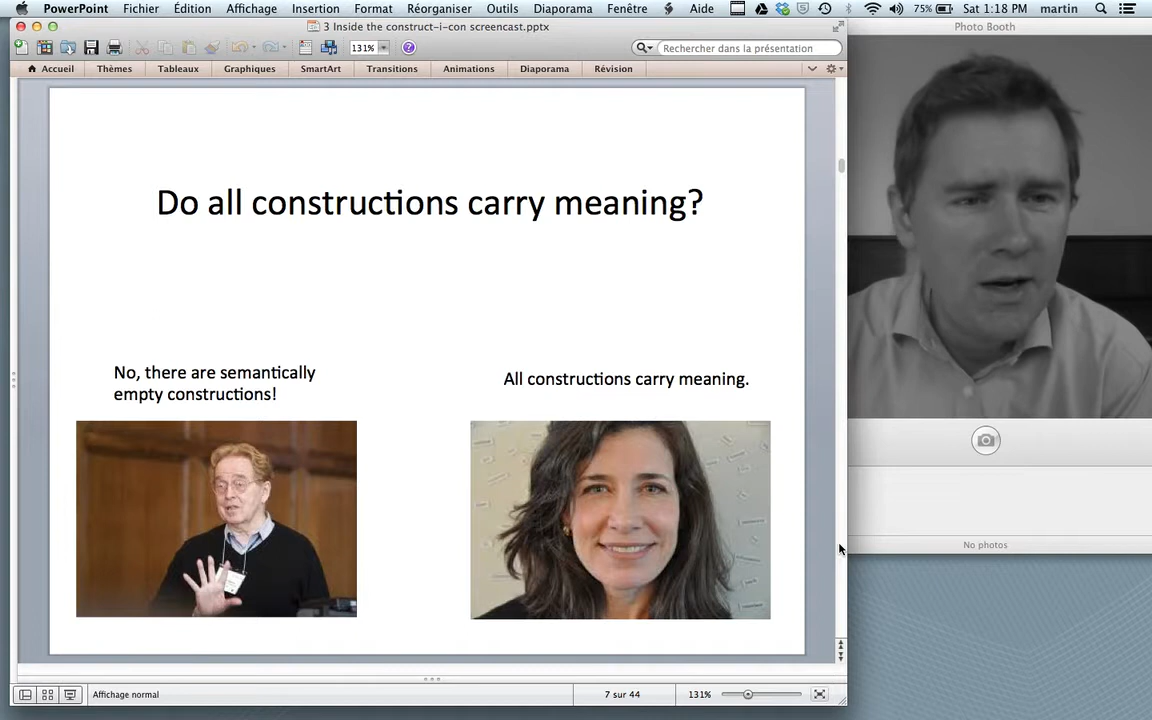 PowerPoint Fichier Édition Affichage Insertion Format Réorganiser Outils Diaporama Fenêtre Aide 75% Sat 1:18 PM martin
3 Inside the construct-i-con screencast.pptx
Photo Booth
131% Rechercher dans la présentation
Accueil Thèmes Tableaux Graphiques SmartArt Transitions Animations Diaporama Révision
Do all constructions carry meaning?
No, there are semantically
empty constructions!
All constructions carry meaning.
No photos
Affichage normal 7 sur 44 131%